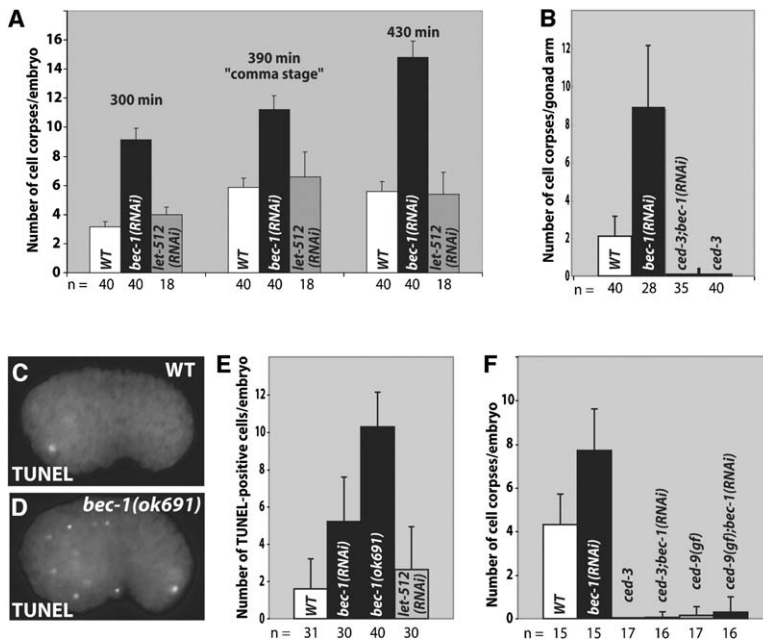 A
Number of cell corpses/embryo
16
14
12
10
8
6
4
2
0
300 min
390 min
"comma stage"
430 min
WT
bec-1(RNAi)
let-512
(RNAi)
WT
bec-1(RNAi)
let-512
(RNAi)
WT
bec-1(RNAi)
let-512
(RNAi)
n = 40 40 18 40 40 18 40 40 18
B
Number of cell corpses/gonad arm
12
10
8
6
4
2
0
WT
bec-1(RNAi)
ced-3;bec-1(RNAi)
ced-3
n = 40 28 35 40
C
WT
TUNEL
D
bec-1(ok691)
TUNEL
E
Number of TUNEL-positive cells/embryo
12
10
8
6
4
2
0
WT
bec-1(RNAi)
bec-1(ok691)
let-512
(RNAi)
n = 31 30 40 30
F
Number of cell corpses/embryo
12
10
8
6
4
2
0
WT
bec-1(RNAi)
ced-3
ced-3;bec-1(RNAi)
ced-9(gf)
ced-9(gf);bec-1(RNAi)
n = 15 15 17 16 17 16